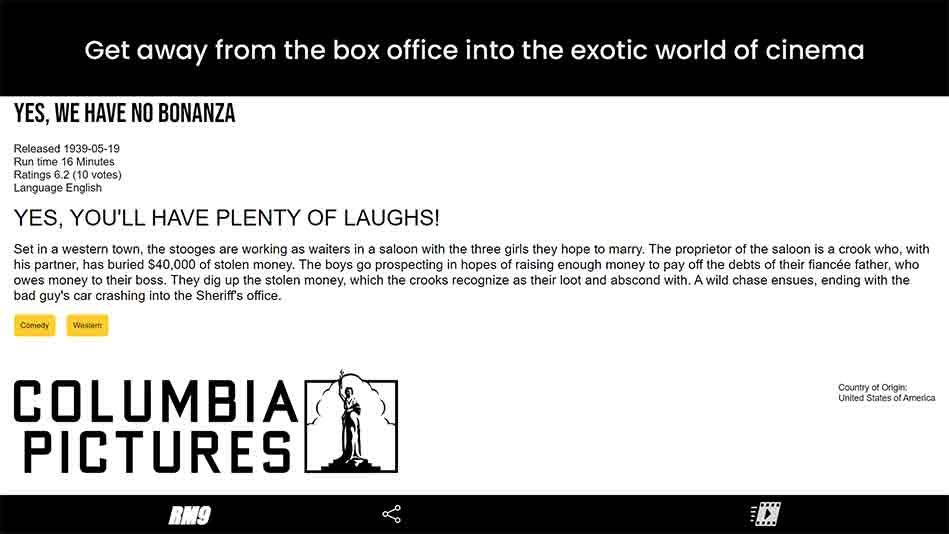 Get away from the box office into the exotic world of cinema
YES, WE HAVE NO BONANZA
Released 1939-05-19
Run time 16 Minutes
Ratings 6.2 (10 votes)
Language English
YES, YOU'LL HAVE PLENTY OF LAUGHS!
Set in a western town, the stooges are working as waiters in a saloon with the three girls they hope to marry. The proprietor of the saloon is a crook who, with
his partner, has buried $40,000 of stolen money. The boys go prospecting in hopes of raising enough money to pay off the debts of their fiancée father, who
owes money to their boss. They dig up the stolen money, which the crooks recognize as their loot and abscond with. A wild chase ensues, ending with the
bad guy's car crashing into the Sheriff's office.
Comedy Western
COLUMBIA
PICTURES
Country of Origin:
United States of America
RM9